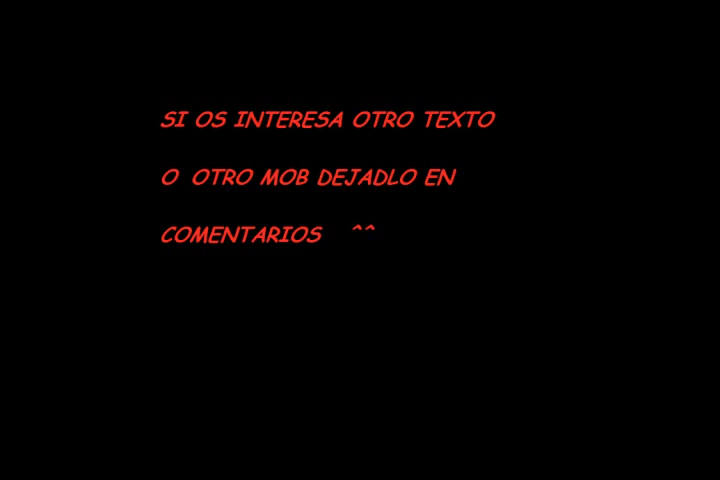 SI OS INTERESA OTRO TEXTO
O OTRO MOB DEJADLO EN
COMENTARIOS ^^